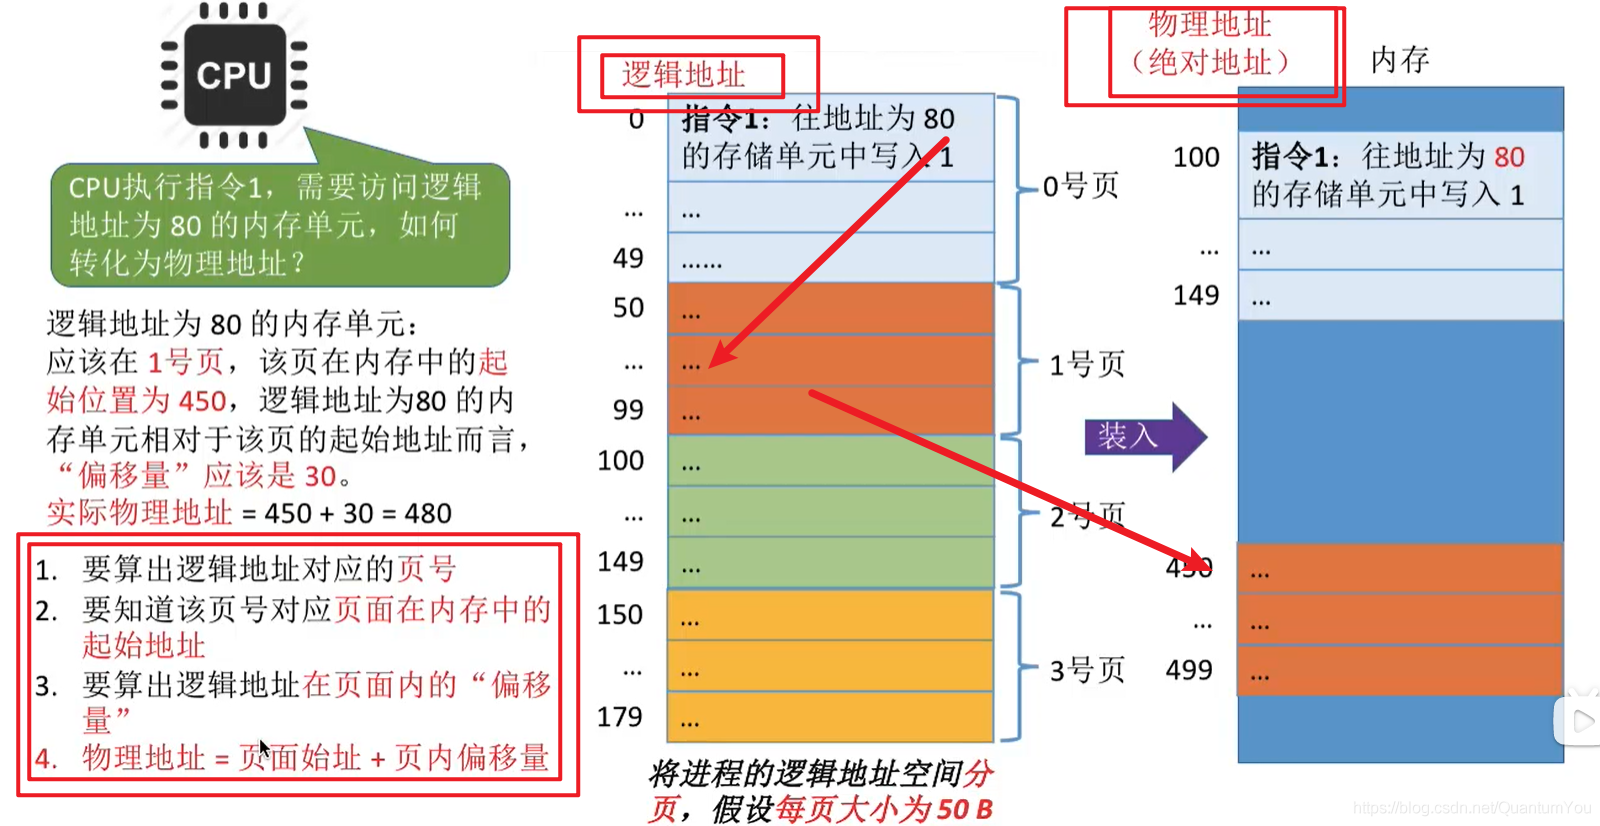 CPU
CPU执行指令1，需要访问逻辑
地址为 80 的内存单元，如何
转化为物理地址？
逻辑地址为 80 的内存单元：
应该在 1号页，该页在内存中的起
始位置为 450，逻辑地址为80 的内
存单元相对于该页的起始地址而言，
“偏移量”应该是 30。
实际物理地址 = 450 + 30 = 480
1. 要算出逻辑地址对应的页号
2. 要知道该页号对应页面在内存中的
起始地址
3. 要算出逻辑地址在页面内的“偏移
量”
4. 物理地址 = 页面始址 + 页内偏移量
逻辑地址
0
指令1：往地址为 80
的存储单元中写入 1
... ...
49 ......
0号页
50 ...
... ...
99 ...
1号页
100 ...
... ...
149 ...
2号页
150 ...
... ...
179 ...
3号页
将进程的逻辑地址空间分
页，假设每页大小为 50 B
装入
物理地址
（绝对地址）
内存
100
指令1：往地址为 80
的存储单元中写入 1
... ...
149 ...
450 ...
... ...
499 ...
https://blog.csdn.net/QuantumYou